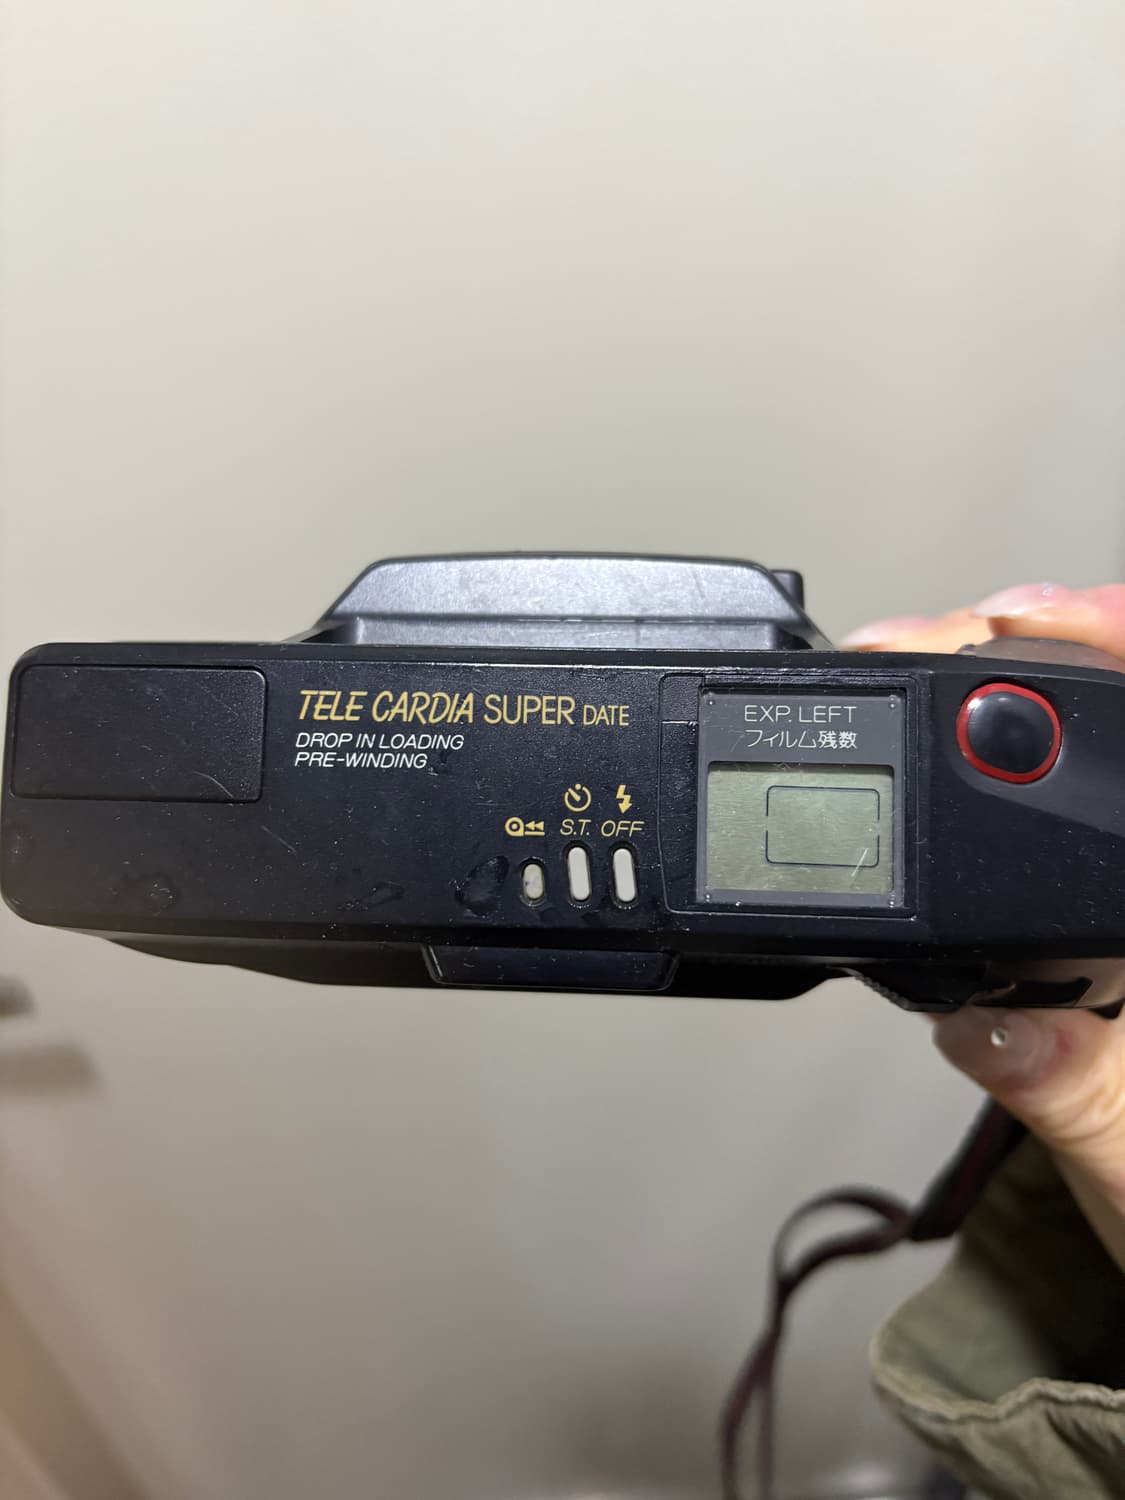 TELE CARDIA SUPER DATE
DROP IN LOADING
PRE-WINDING
S.T. OFF
EXP. LEFT
フィルム残数